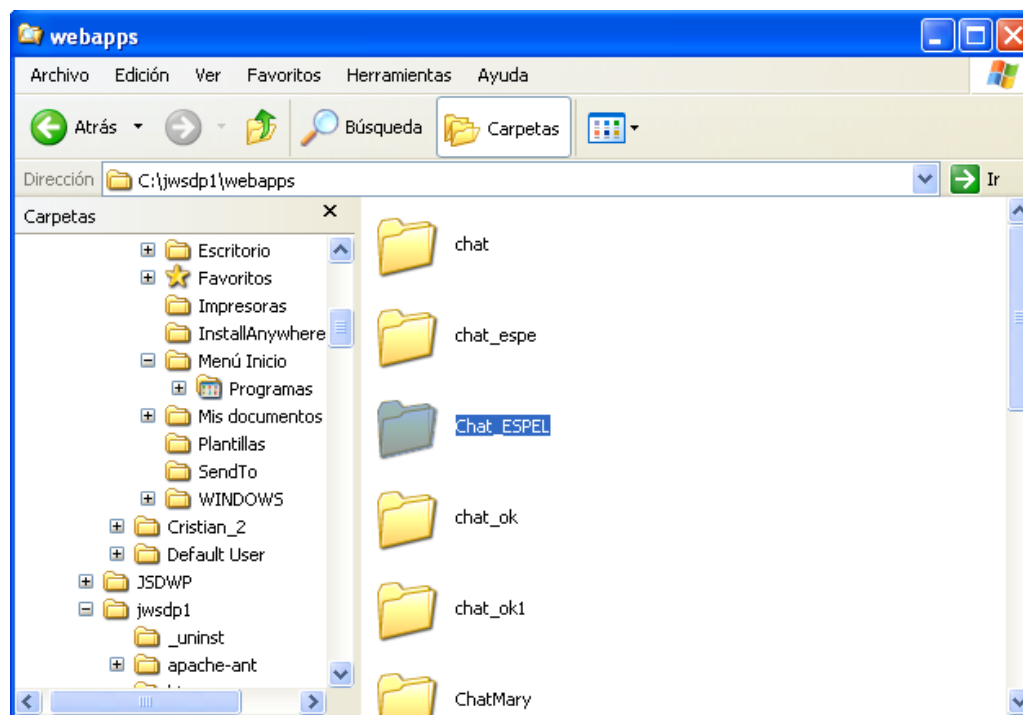 webapps
Archivo Edición Ver Favoritos Herramientas Ayuda
Atrás Búsqueda Carpetas
Dirección C:\jwsdp1\webapps Ir
Carpetas
Escritorio
Favoritos
Impresoras
InstallAnywhere
Menú Inicio
Programas
Mis documentos
Plantillas
SendTo
WINDOWS
Cristian_2
Default User
JSDWP
jwsdp1
_uninst
apache-ant
chat
chat_espe
Chat_ESPEL
chat_ok
chat_ok1
ChatMary